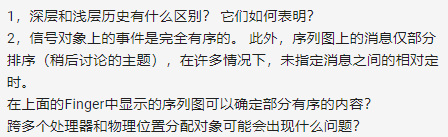 1，深层和浅层历史有什么区别？ 它们如何表明？
2，信号对象上的事件是完全有序的。 此外，序列图上的消息仅部分
排序（稍后讨论的主题），在许多情况下，未指定消息之间的相对定
时。
在上面的Finger中显示的序列图可以确定部分有序的内容？
跨多个处理器和物理位置分配对象可能会出现什么问题？